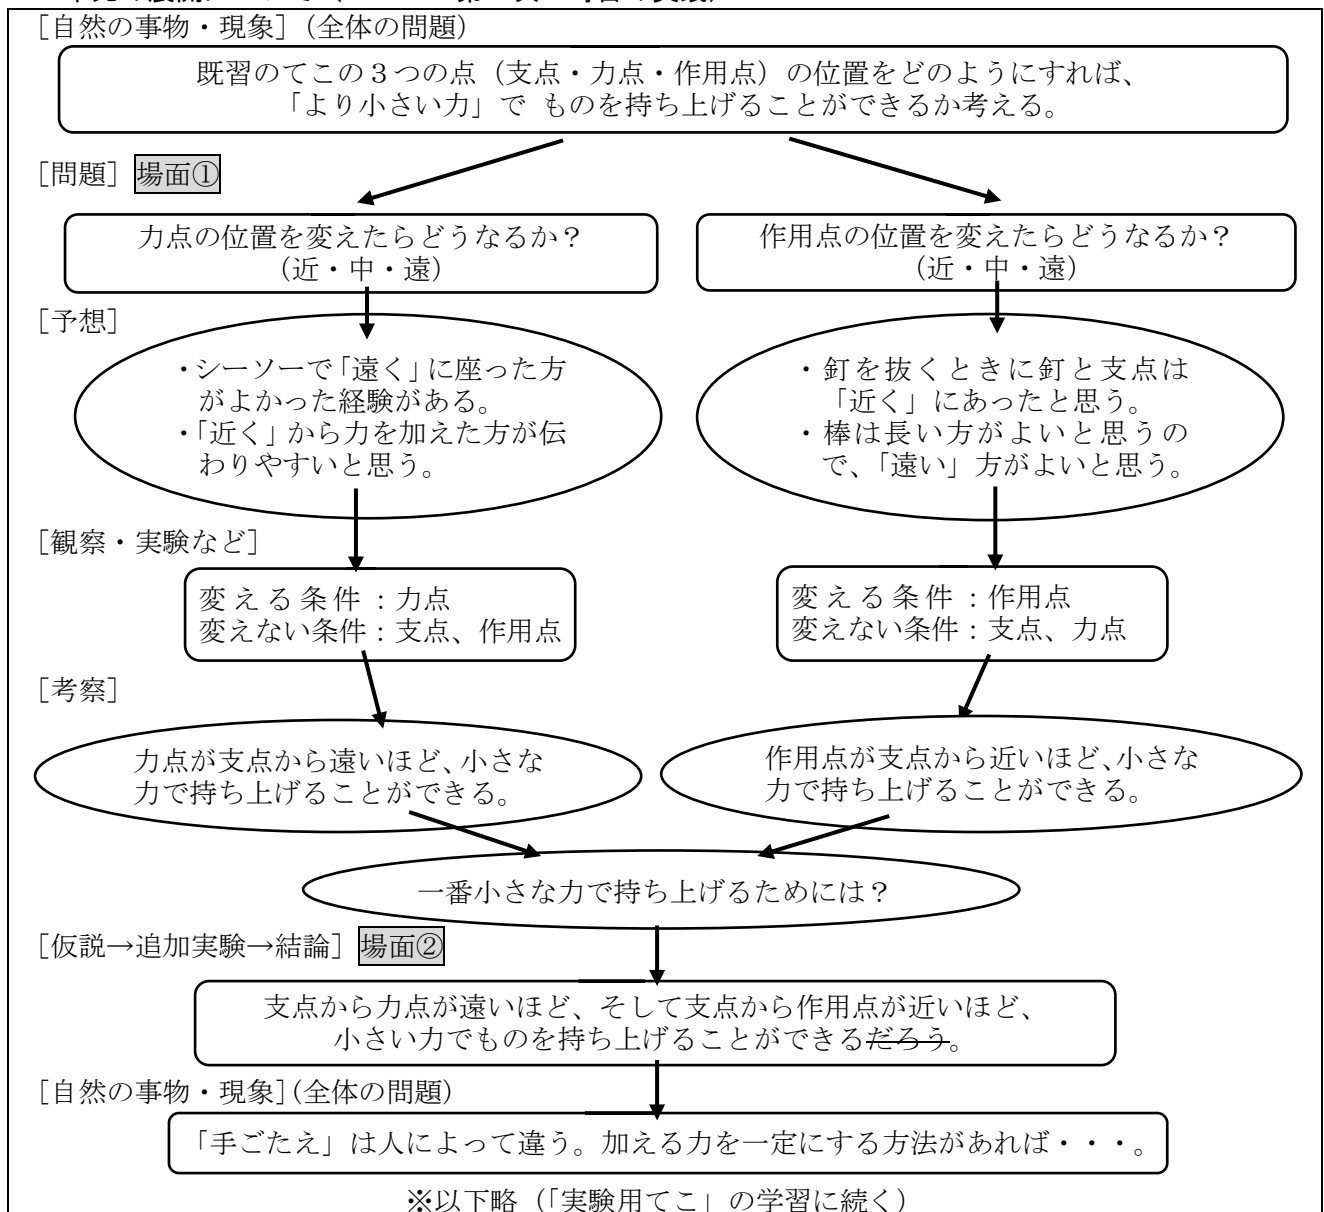 ［自然の事物・現象］（全体の問題）
既習のてこの３つの点（支点・力点・作用点）の位置をどのようにすれば、
「より小さい力」で ものを持ち上げることができるか考える。
［問題］ 場面①
力点の位置を変えたらどうなるか？
（近・中・遠）
作用点の位置を変えたらどうなるか？
（近・中・遠）
［予想］
・シーソーで「遠く」に座った方
がよかった経験がある。
・「近く」から力を加えた方が伝
わりやすいと思う。
・釘を抜くときに釘と支点は
「近く」にあったと思う。
・棒は長い方がよいと思うの
で、「遠い」方がよいと思う。
［観察・実験など］
変える条件：力点
変えない条件：支点、作用点
変える条件：作用点
変えない条件：支点、力点
［考察］
力点が支点から遠いほど、小さな
力で持ち上げることができる。
作用点が支点から近いほど、小さな
力で持ち上げることができる。
一番小さな力で持ち上げるためには？
［仮説→追加実験→結論］ 場面②
支点から力点が遠いほど、そして支点から作用点が近いほど、
小さい力でものを持ち上げることができるだろう。
［自然の事物・現象］（全体の問題）
「手ごたえ」は人によって違う。加える力を一定にする方法があれば・・・。
※以下略（「実験用てこ」の学習に続く）